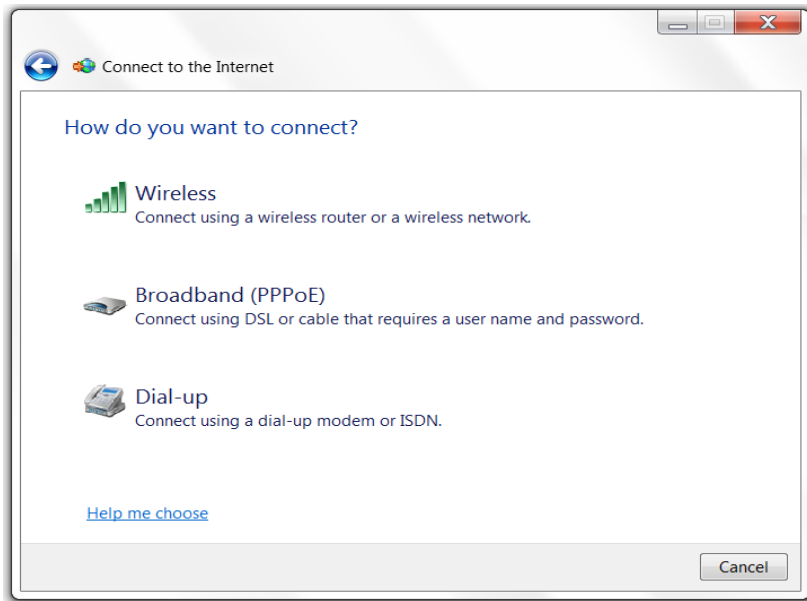 Connect to the Internet
How do you want to connect?
Wireless
Connect using a wireless router or a wireless network.
Broadband (PPPoE)
Connect using DSL or cable that requires a user name and password.
Dial-up
Connect using a dial-up modem or ISDN.
Help me choose
Cancel